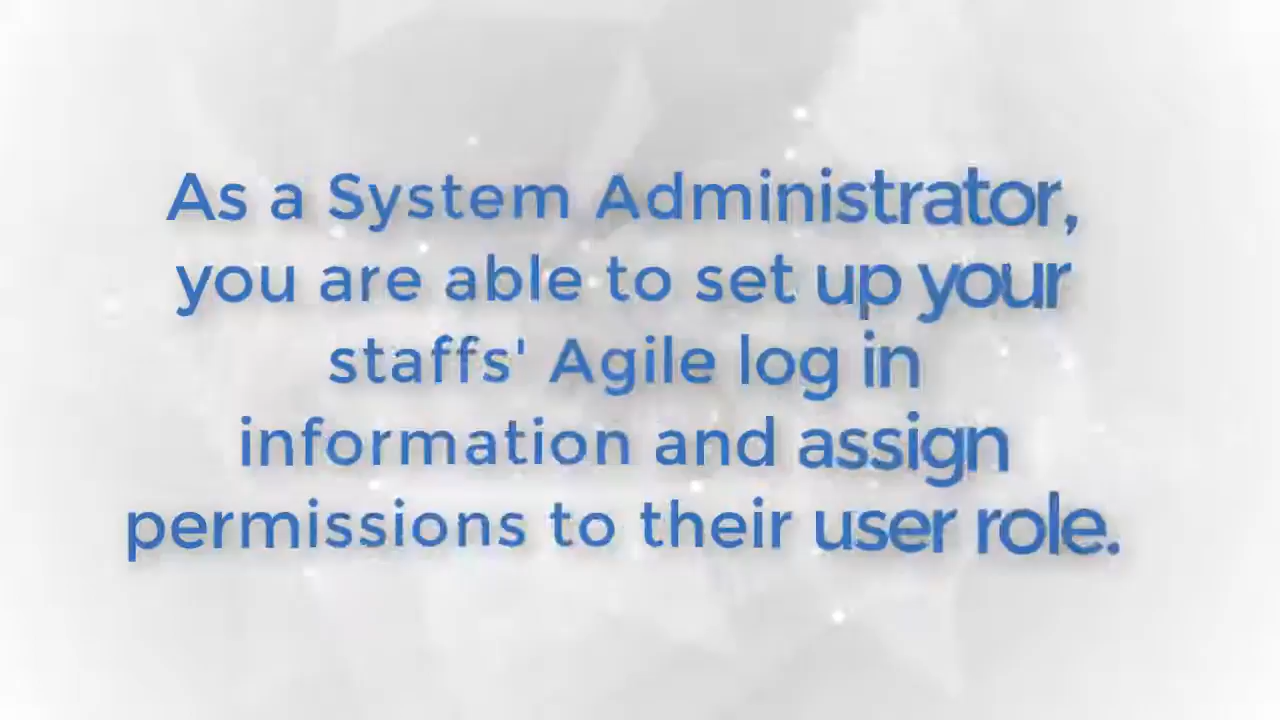 As a System Administrator,
you are able to set up your
staffs' Agile log in
information and assign
permissions to their user role.